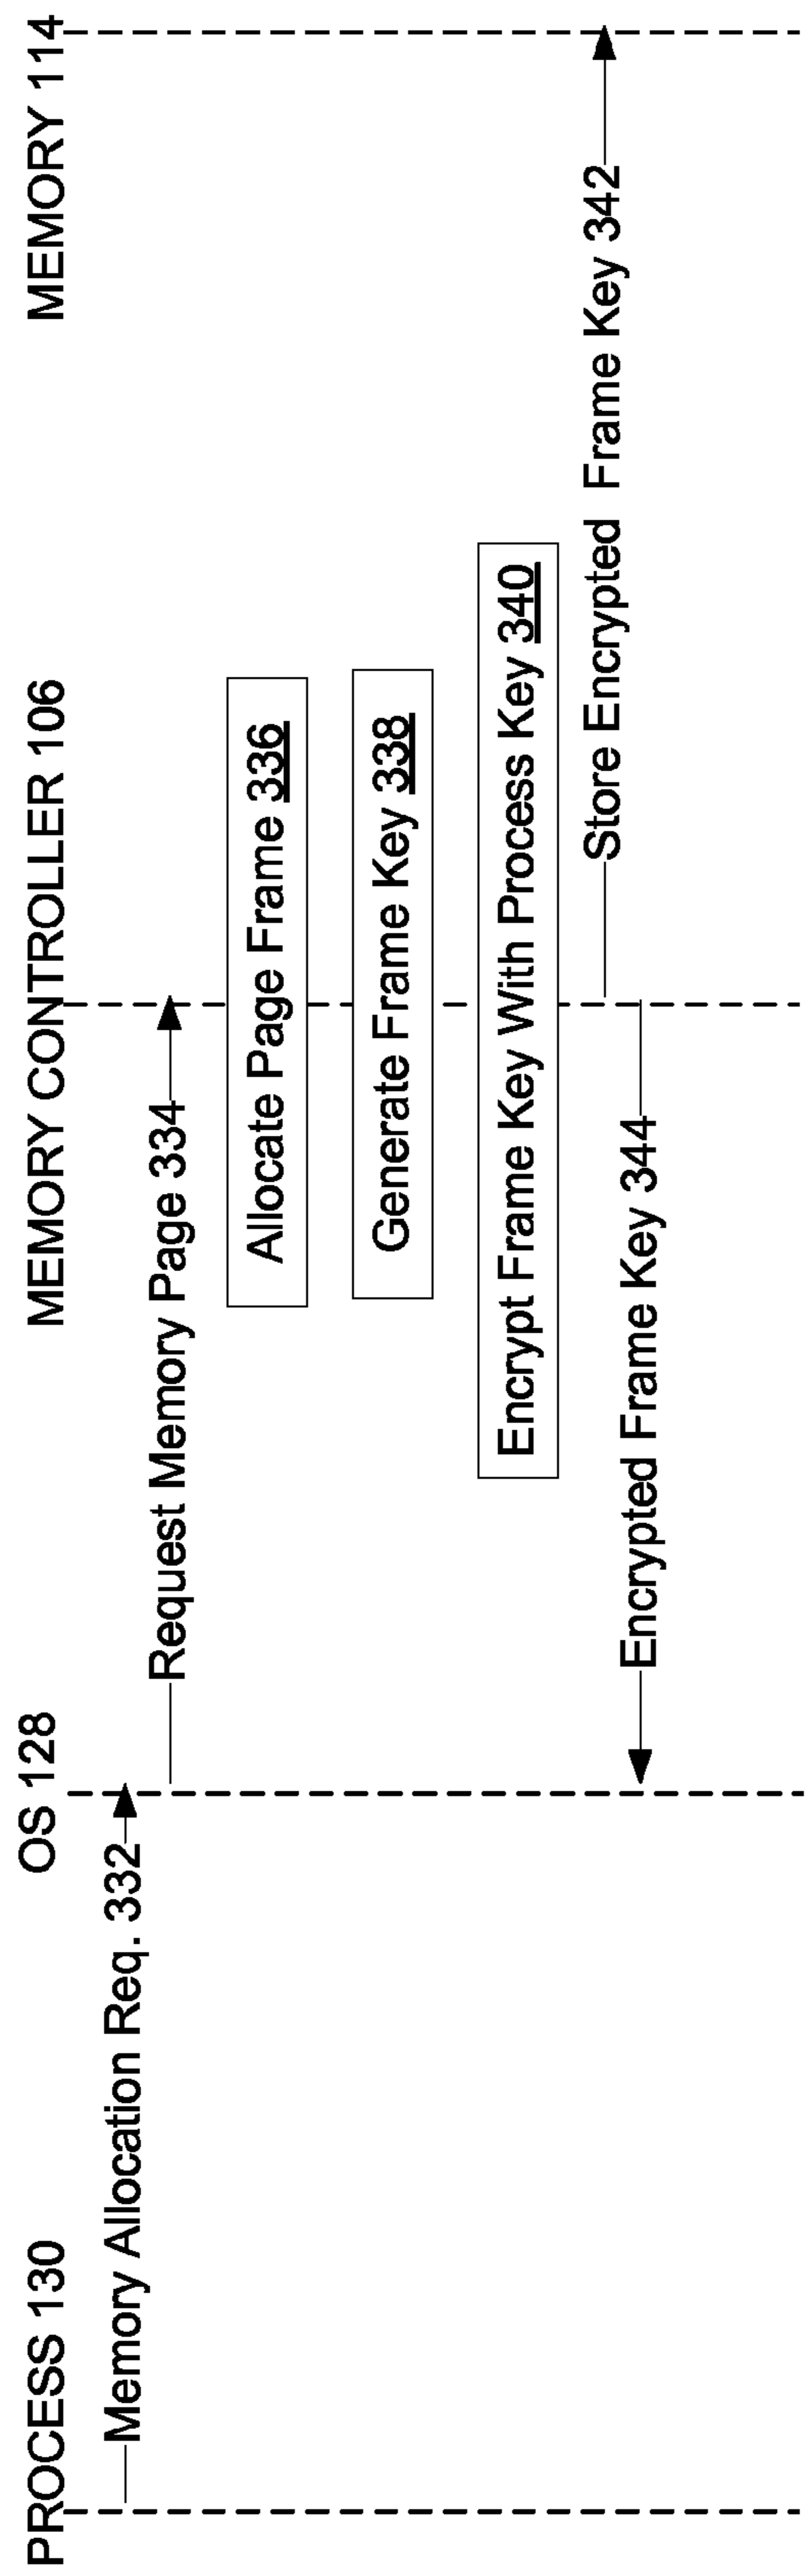 PROCESS 130
OS 128
MEMORY CONTROLLER 106
MEMORY 114
Memory Allocation Req. 332
Request Memory Page 334
Allocate Page Frame 336
Generate Frame Key 338
Encrypt Frame Key With Process Key 340
Store Encrypted Frame Key 342
Encrypted Frame Key 344